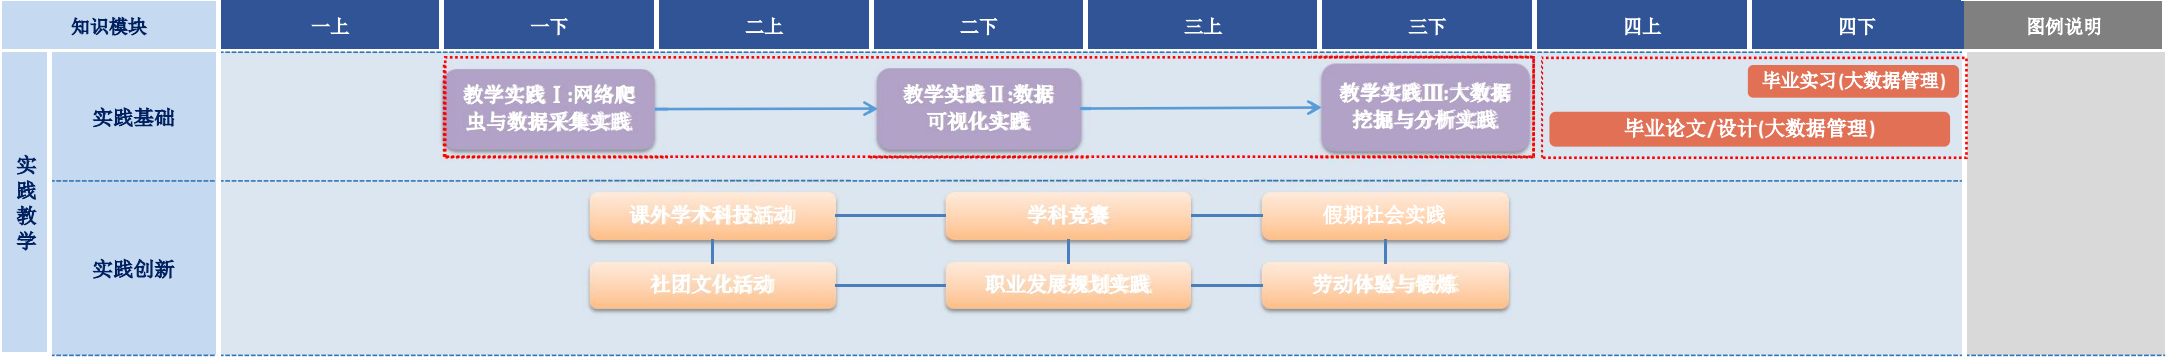 知识模块
一上
一下
二上
二下
三上
三下
四上
四下
图例说明
实践教学
实践基础
教学实践Ⅰ:网络爬
虫与数据采集实践
教学实践Ⅱ:数据
可视化实践
教学实践Ⅲ:大数据
挖掘与分析实践
毕业实习(大数据管理)
毕业论文/设计(大数据管理)
实践创新
课外学术科技活动
学科竞赛
假期社会实践
社团文化活动
职业发展规划实践
劳动体验与锻炼